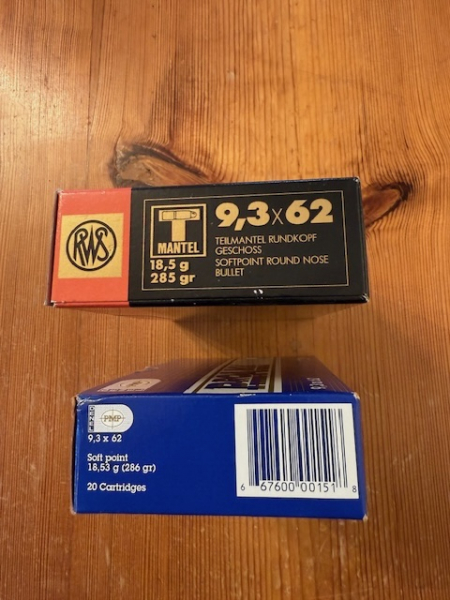 RWS
T
MANTEL
18,5 g
285 gr
9,3x62
TEILMANTEL RUNDKOPF
GESCHOSS
SOFTPOINT ROUND NOSE
BULLET
PMP
9,3 x 62
Soft point
18,53 g (286 gr)
20 Cartridges
6 67600 00151 8